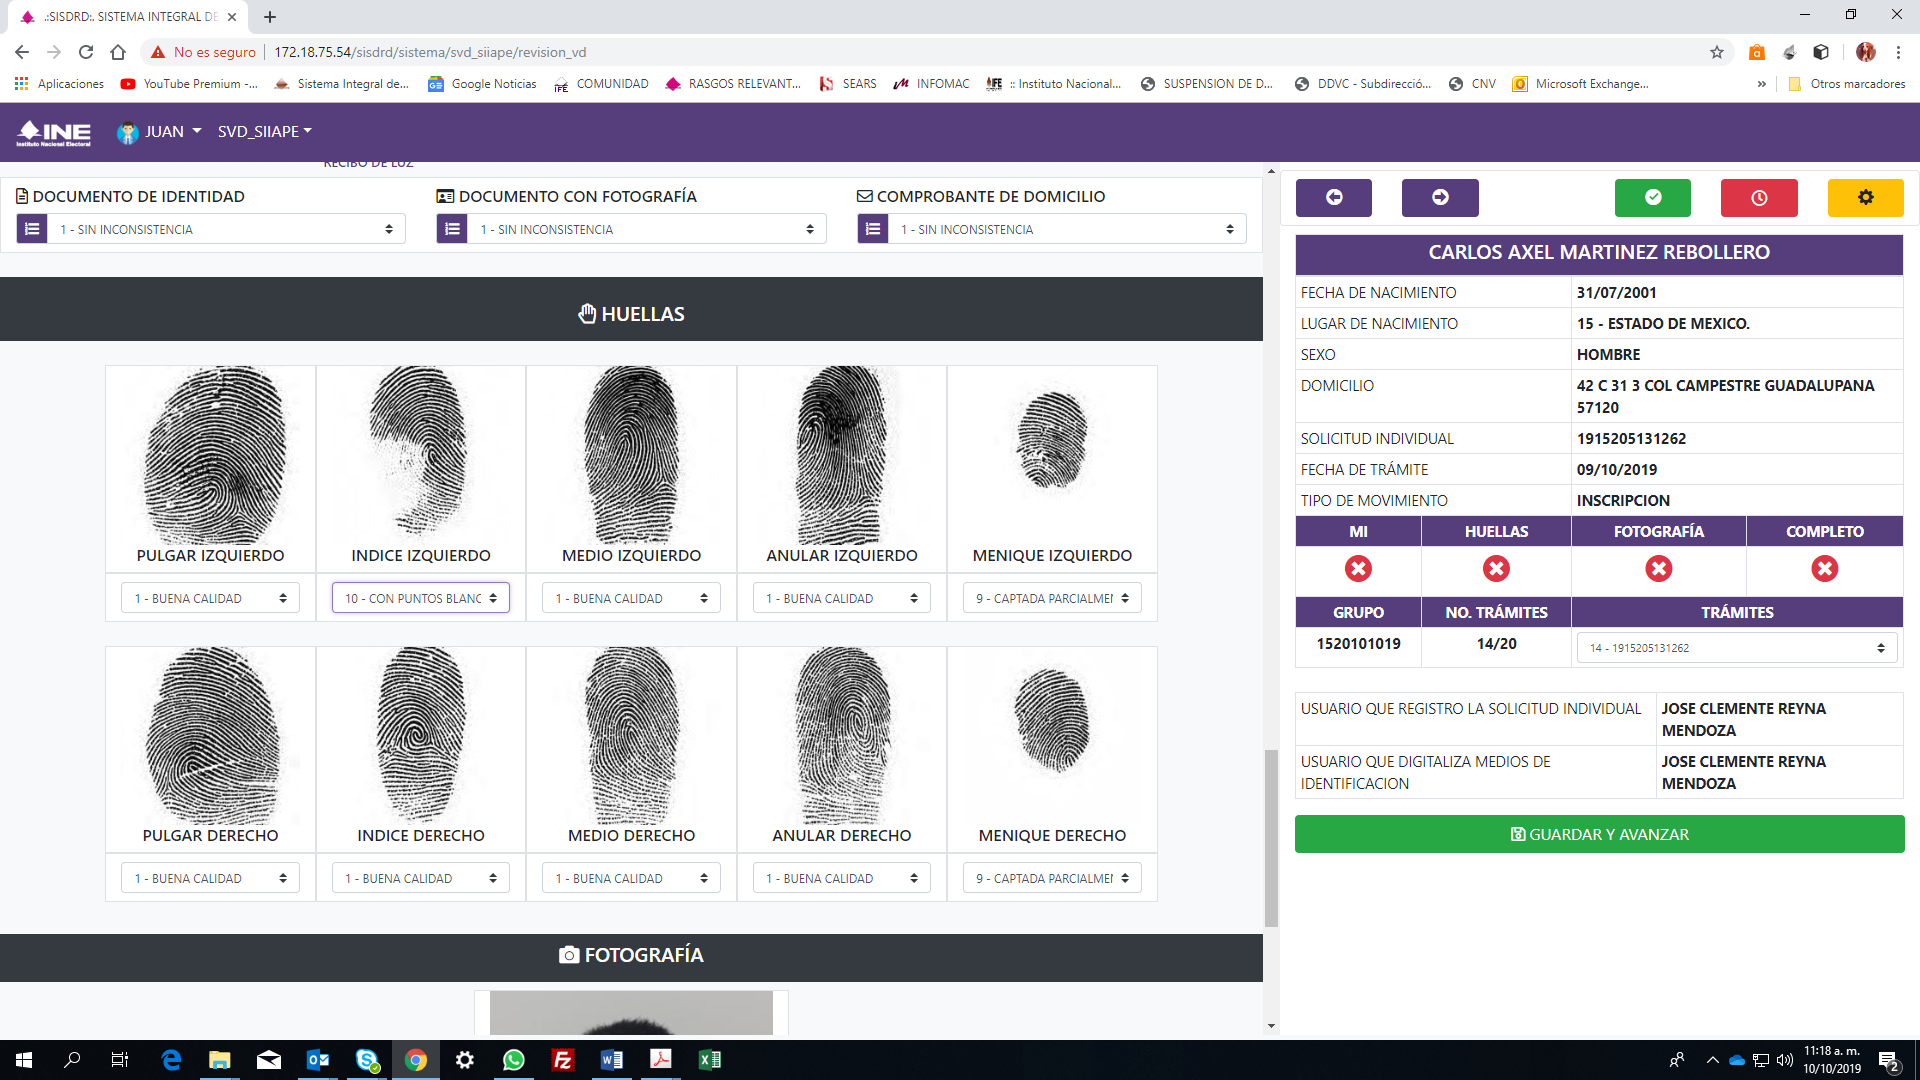 .:SISDRD:. SISTEMA INTEGRAL DE
No es seguro
172.18.75.54/sisdrd/sistema/svd_siiape/revision_vd
Aplicaciones
YouTube Premium -...
Sistema Integral de...
Google Noticias
COMUNIDAD
RASGOS RELEVANT...
SEARS
INFOMAC
:: Instituto Nacional...
SUSPENSION DE D...
DDVC - Subdirecció...
CNV
Microsoft Exchange...
»
Otros marcadores
INE
Instituto Nacional Electoral
JUAN
SVD_SIIAPE
RECIBO DE LUZ
DOCUMENTO DE IDENTIDAD
DOCUMENTO CON FOTOGRAFÍA
COMPROBANTE DE DOMICILIO
1 - SIN INCONSISTENCIA
1 - SIN INCONSISTENCIA
1 - SIN INCONSISTENCIA
HUELLAS
PULGAR IZQUIERDO
INDICE IZQUIERDO
MEDIO IZQUIERDO
ANULAR IZQUIERDO
MENIQUE IZQUIERDO
1 - BUENA CALIDAD
10 - CON PUNTOS BLANC
1 - BUENA CALIDAD
1 - BUENA CALIDAD
9 - CAPTADA PARCIALMEN
PULGAR DERECHO
INDICE DERECHO
MEDIO DERECHO
ANULAR DERECHO
MENIQUE DERECHO
1 - BUENA CALIDAD
1 - BUENA CALIDAD
1 - BUENA CALIDAD
1 - BUENA CALIDAD
9 - CAPTADA PARCIALMEN
FOTOGRAFÍA
CARLOS AXEL MARTINEZ REBOLLERO
FECHA DE NACIMIENTO
31/07/2001
LUGAR DE NACIMIENTO
15 - ESTADO DE MEXICO.
SEXO
HOMBRE
DOMICILIO
42 C 31 3 COL CAMPESTRE GUADALUPANA
57120
SOLICITUD INDIVIDUAL
1915205131262
FECHA DE TRÁMITE
09/10/2019
TIPO DE MOVIMIENTO
INSCRIPCION
MI
HUELLAS
FOTOGRAFÍA
COMPLETO
GRUPO
NO. TRÁMITES
TRÁMITES
1520101019
14/20
14 - 1915205131262
USUARIO QUE REGISTRO LA SOLICITUD INDIVIDUAL
JOSE CLEMENTE REYNA
MENDOZA
USUARIO QUE DIGITALIZA MEDIOS DE
IDENTIFICACION
JOSE CLEMENTE REYNA
MENDOZA
GUARDAR Y AVANZAR
11:18 a. m.
10/10/2019
2